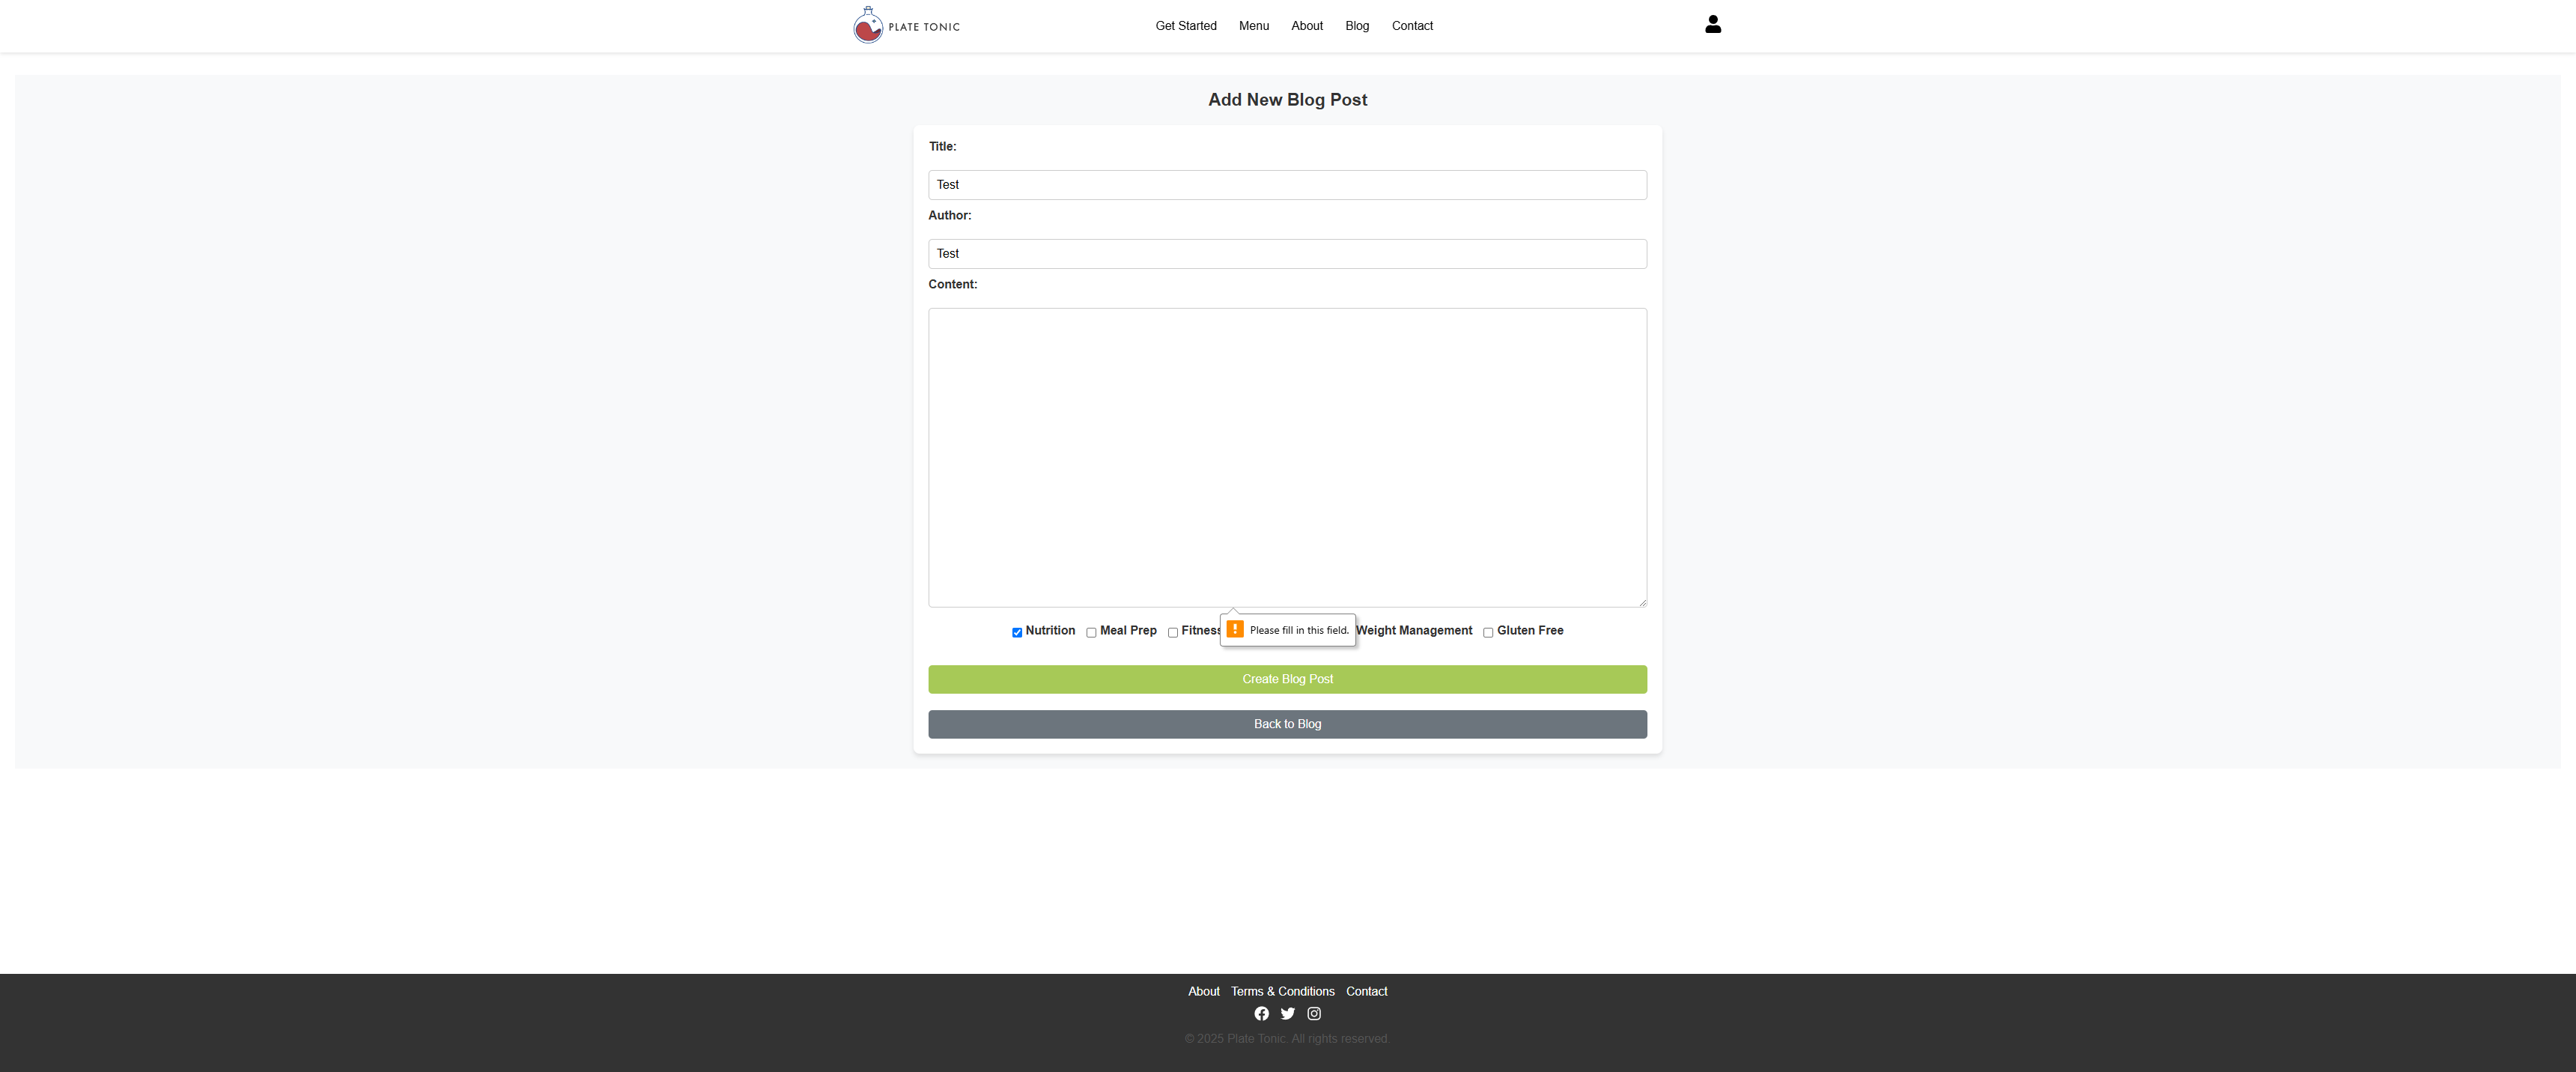 PLATE TONIC
Get Started Menu About Blog Contact
Add New Blog Post
Title:
Test
Author:
Test
Content:
Nutrition Meal Prep Fitness Weight Management Gluten Free
Please fill in this field.
Create Blog Post
Back to Blog
About Terms & Conditions Contact
© 2025 Plate Tonic. All rights reserved.